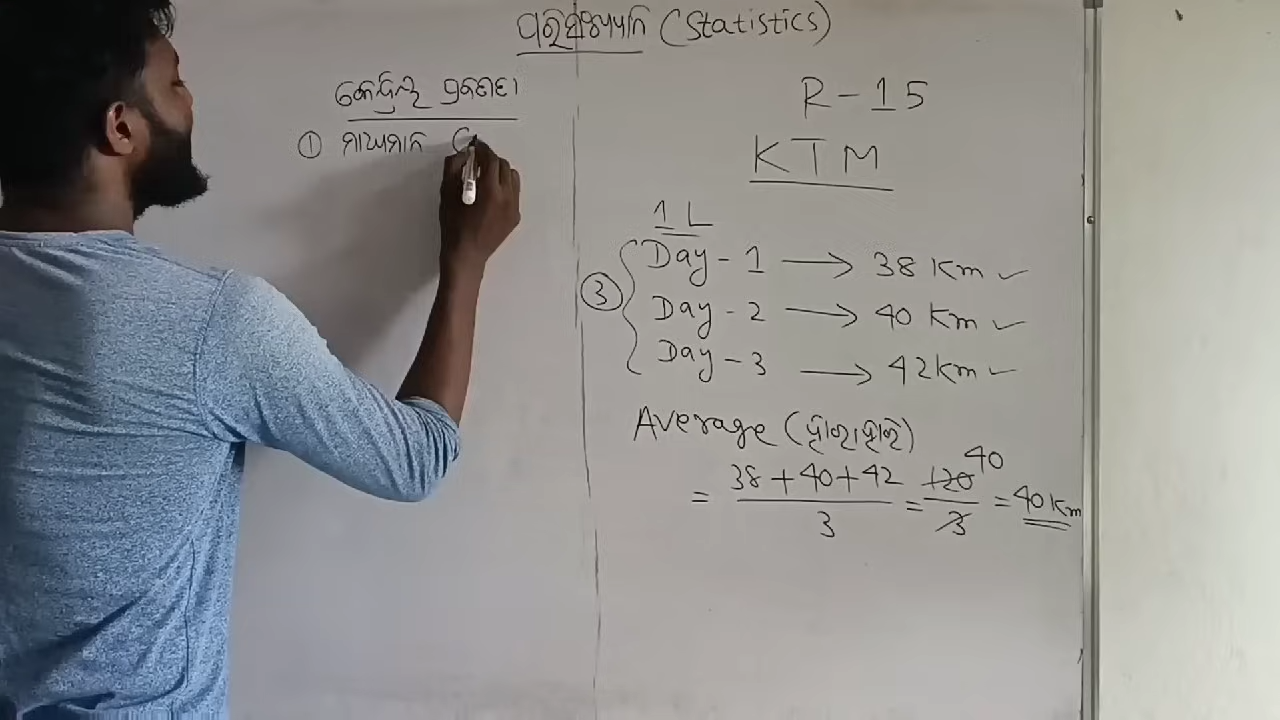 ପରିସଂଖ୍ୟାନ (Statistics)
କେନ୍ଦ୍ରୀୟ ପ୍ରବଣତା
① ମାଧ୍ୟମାନ (
R-15
KTM
1 L
③ { Day - 1 → 38 Km ✓
Day - 2 → 40 Km ✓
Day - 3 → 42 Km ✓
Average (ହାରାହାରି)
= 38 + 40 + 42 / 3 = 120 / 3 40 = 40 Km